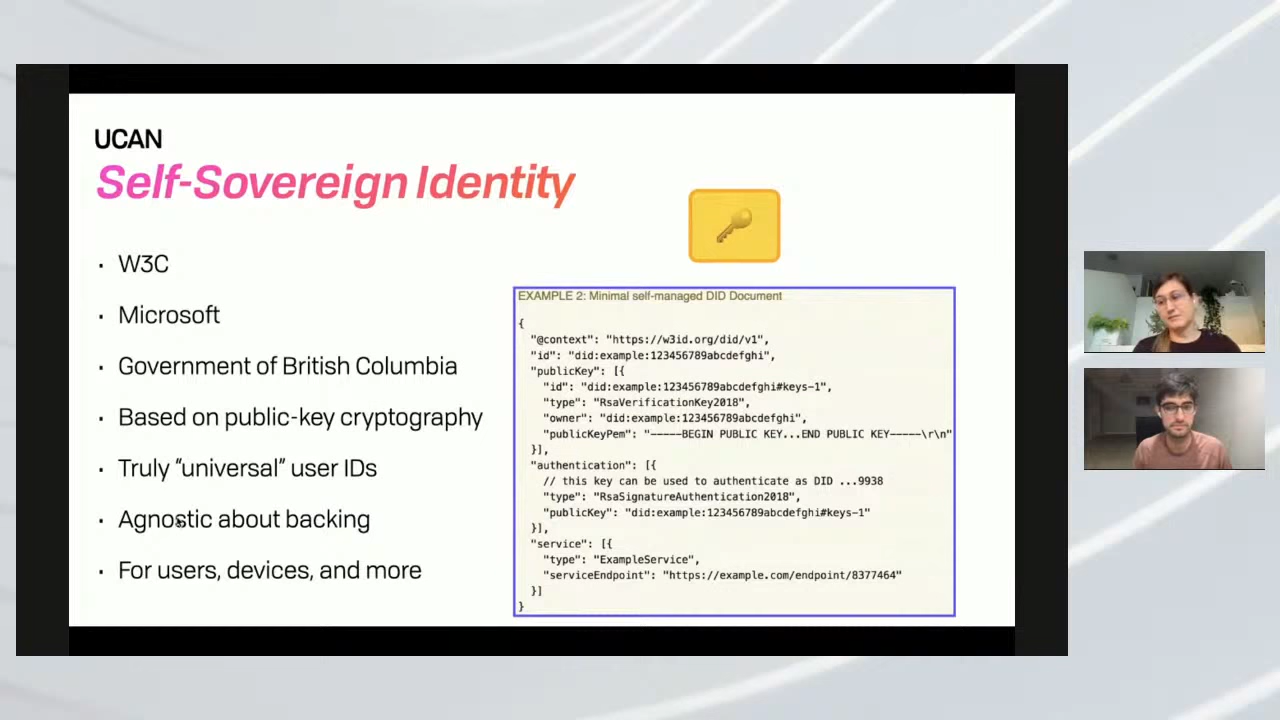 UCAN
Self-Sovereign Identity
· W3C
· Microsoft
· Government of British Columbia
· Based on public-key cryptography
· Truly “universal” user IDs
· Agnostic about backing
· For users, devices, and more
EXAMPLE 2: Minimal self-managed DID Document
{
"@context": "https://w3id.org/did/v1",
"id": "did:example:123456789abcdefghi",
"publicKey": [{
"id": "did:example:123456789abcdefghi#keys-1",
"type": "RsaVerificationKey2018",
"owner": "did:example:123456789abcdefghi",
"publicKeyPem": "-----BEGIN PUBLIC KEY...END PUBLIC KEY-----\r\n"
}],
"authentication": [{
// this key can be used to authenticate as DID ...9938
"type": "RsaSignatureAuthentication2018",
"publicKey": "did:example:123456789abcdefghi#keys-1"
}],
"service": [{
"type": "ExampleService",
"serviceEndpoint": "https://example.com/endpoint/8377464"
}]
}